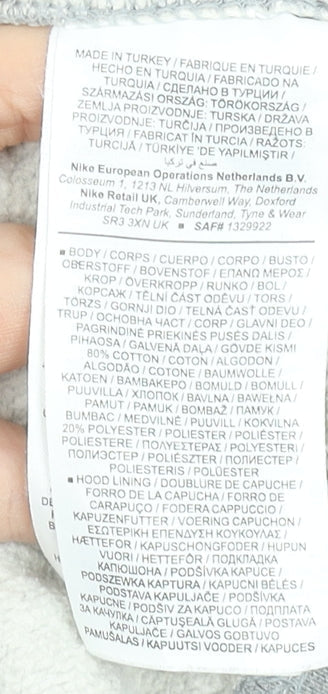 MADE IN TURKEY / FABRIQUE EN TURQUIE /
HECHO EN TURQUIA / FABRICADO NA
TURQUIA / СДЕЛАНО В ТУРЦИИ /
SZÁRMAZÁSI ORSZÁG: TÖRÖKORSZÁG /
ZEMLJA PROIZVODNJE: TURSKA / DRŽAVA
PROIZVODNJE: TURČIJA / ПРОИЗВЕДЕНО В
ТУРЦИЯ / FABRICAT ÎN TURCIA / RAŽOTS:
TURCIJĀ / TÜRKİYE 'DE YAPILMIŞTIR /
صنع في تركيا
Nike European Operations Netherlands B.V.
Colosseum 1, 1213 NL Hilversum, The Netherlands
Nike Retail UK, Camberwell Way, Doxford
Industrial Tech Park, Sunderland, Tyne & Wear
SR3 3XN UK ■ SAF# 1329922
■ BODY / CORPS / CUERPO / CORPO / BUSTO /
OBERSTOFF / BOVENSTOF / ΕΠΑΝΩ ΜΕΡΟΣ /
KROP / ÖVERKROPP / RUNKO / BOL /
КОРСАЖ / TĚLNÍ ČÁST ODĚVU / TORS /
TÖRZS / GORNJI DIO / TELNÁ ČASŤ ODEVU /
TRUP / ОСНОВНА ЧАСТ / CORP / GLAVNI DEO /
PAGRINDINĖ PRIEKINĖS PUSĖS DALIS /
PIHAOSA / GALVENĀ DAĻA / GÖVDE KISMI
80% COTTON / COTON / ALGODON /
ALGODÃO / COTONE / BAUMWOLLE /
KATOEN / ΒΑΜΒΑΚΕΡΟ / BOMULD / BOMULL /
PUUVILLA / ХЛОПОК / BAVLNA / BAWEŁNA /
PAMUT / PAMUK / BOMBAŽ / ПАМУК /
BUMBAC / MEDVILNĖ / PUUVILL / KOKVILNA
20% POLYESTER / POLIESTER / POLIÉSTER /
POLIESTERE / ΠΟΛΥΕΣΤΕΡΑΣ / POLYESTERI /
ПОЛИЭСТЕР / POLIÉSZTER / ПОЛИЕСТЕР /
POLIESTERIS / POLÜESTER
■ HOOD LINING / DOUBLURE DE CAPUCHE /
FORRO DE LA CAPUCHA / FORRO DE
CARAPUÇO / FODERA CAPPUCCIO /
KAPUZENFUTTER / VOERING CAPUCHON /
ΕΣΩΤΕΡΙΚΗ ΕΠΕΝΔΥΣΗ ΚΟΥΚΟΥΛΑΣ /
HÆTTEFOR / KAPUSCHONGFODER / HUPUN
VUORI / HETTEFÔR / ПОДКЛАДКА
КАПЮШОНА / PODŠÍVKA KAPUCE /
PODSZEWKA KAPTURA / KAPUCNI BÉLÉS /
PODSTAVA KAPULJAČE / PODŠÍVKA
KAPUCNE / PODŠIV ZA KAPUCO / ПОДПЛАТА
ЗА КАЧУЛКА / CĂPTUŞEALĂ GLUGĂ / POSTAVA
KAPULJAČE / GALVOS GOBTUVO
PAMUŠALAS / KAPUUTSI VOODER / KAPUCES